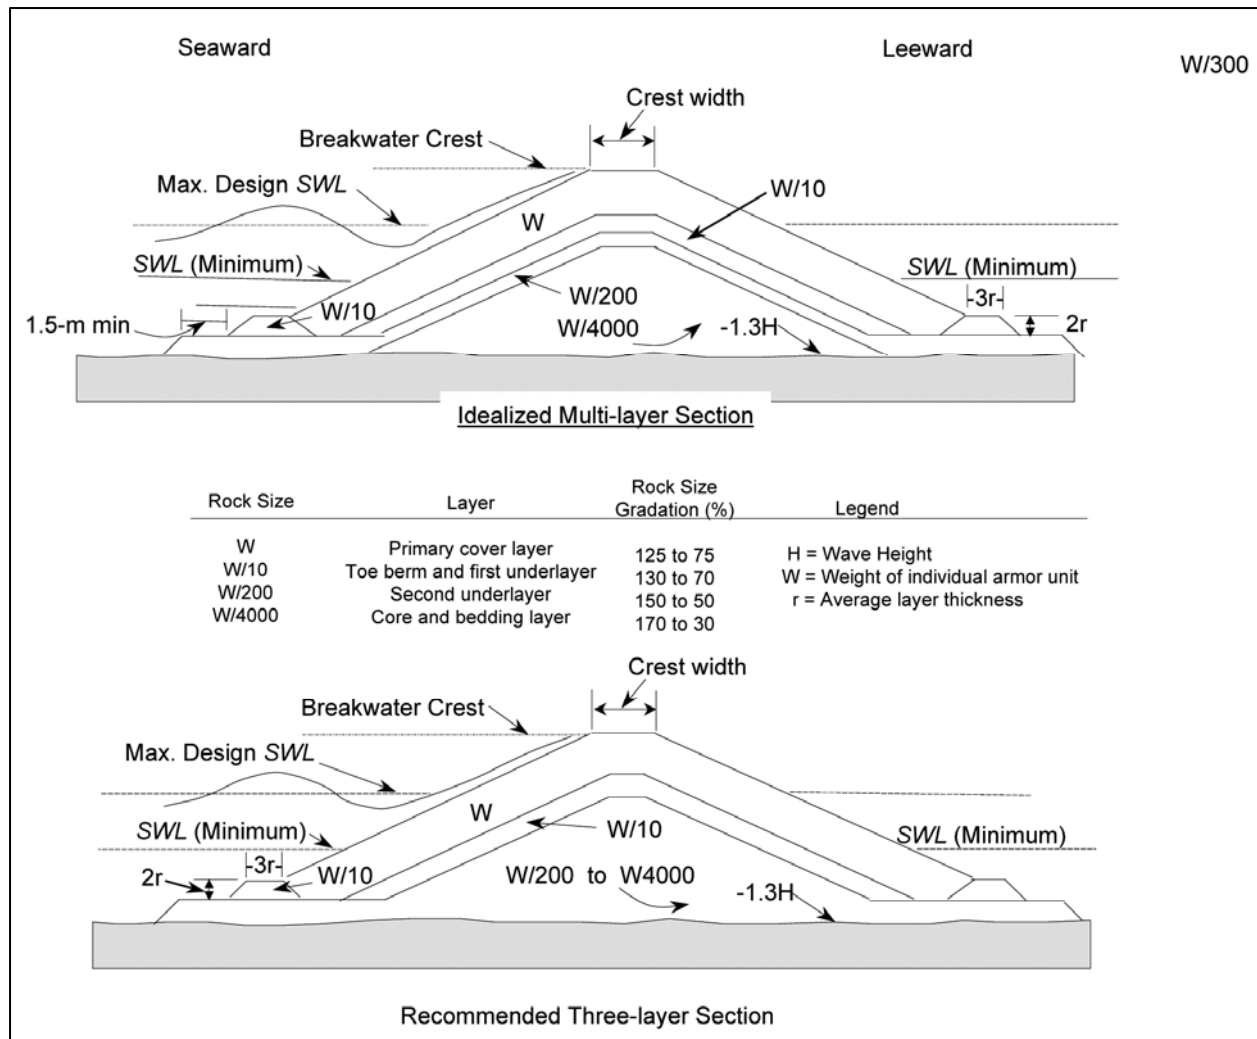 Seaward
Leeward
W/300
Crest width
Breakwater Crest
Max. Design SWL
W/10
W
SWL (Minimum)
SWL (Minimum)
W/10
W/200
-3r-
1.5-m min
W/4000
-1.3H
2r
Idealized Multi-layer Section
Rock Size Layer Rock Size Gradation (%) Legend
W Primary cover layer 125 to 75 H = Wave Height
W/10 Toe berm and first underlayer 130 to 70 W = Weight of individual armor unit
W/200 Second underlayer 150 to 50 r = Average layer thickness
W/4000 Core and bedding layer 170 to 30
Crest width
Breakwater Crest
Max. Design SWL
W
W/10
SWL (Minimum)
SWL (Minimum)
-3r-
2r
W/10
W/200 to W4000
-1.3H
Recommended Three-layer Section